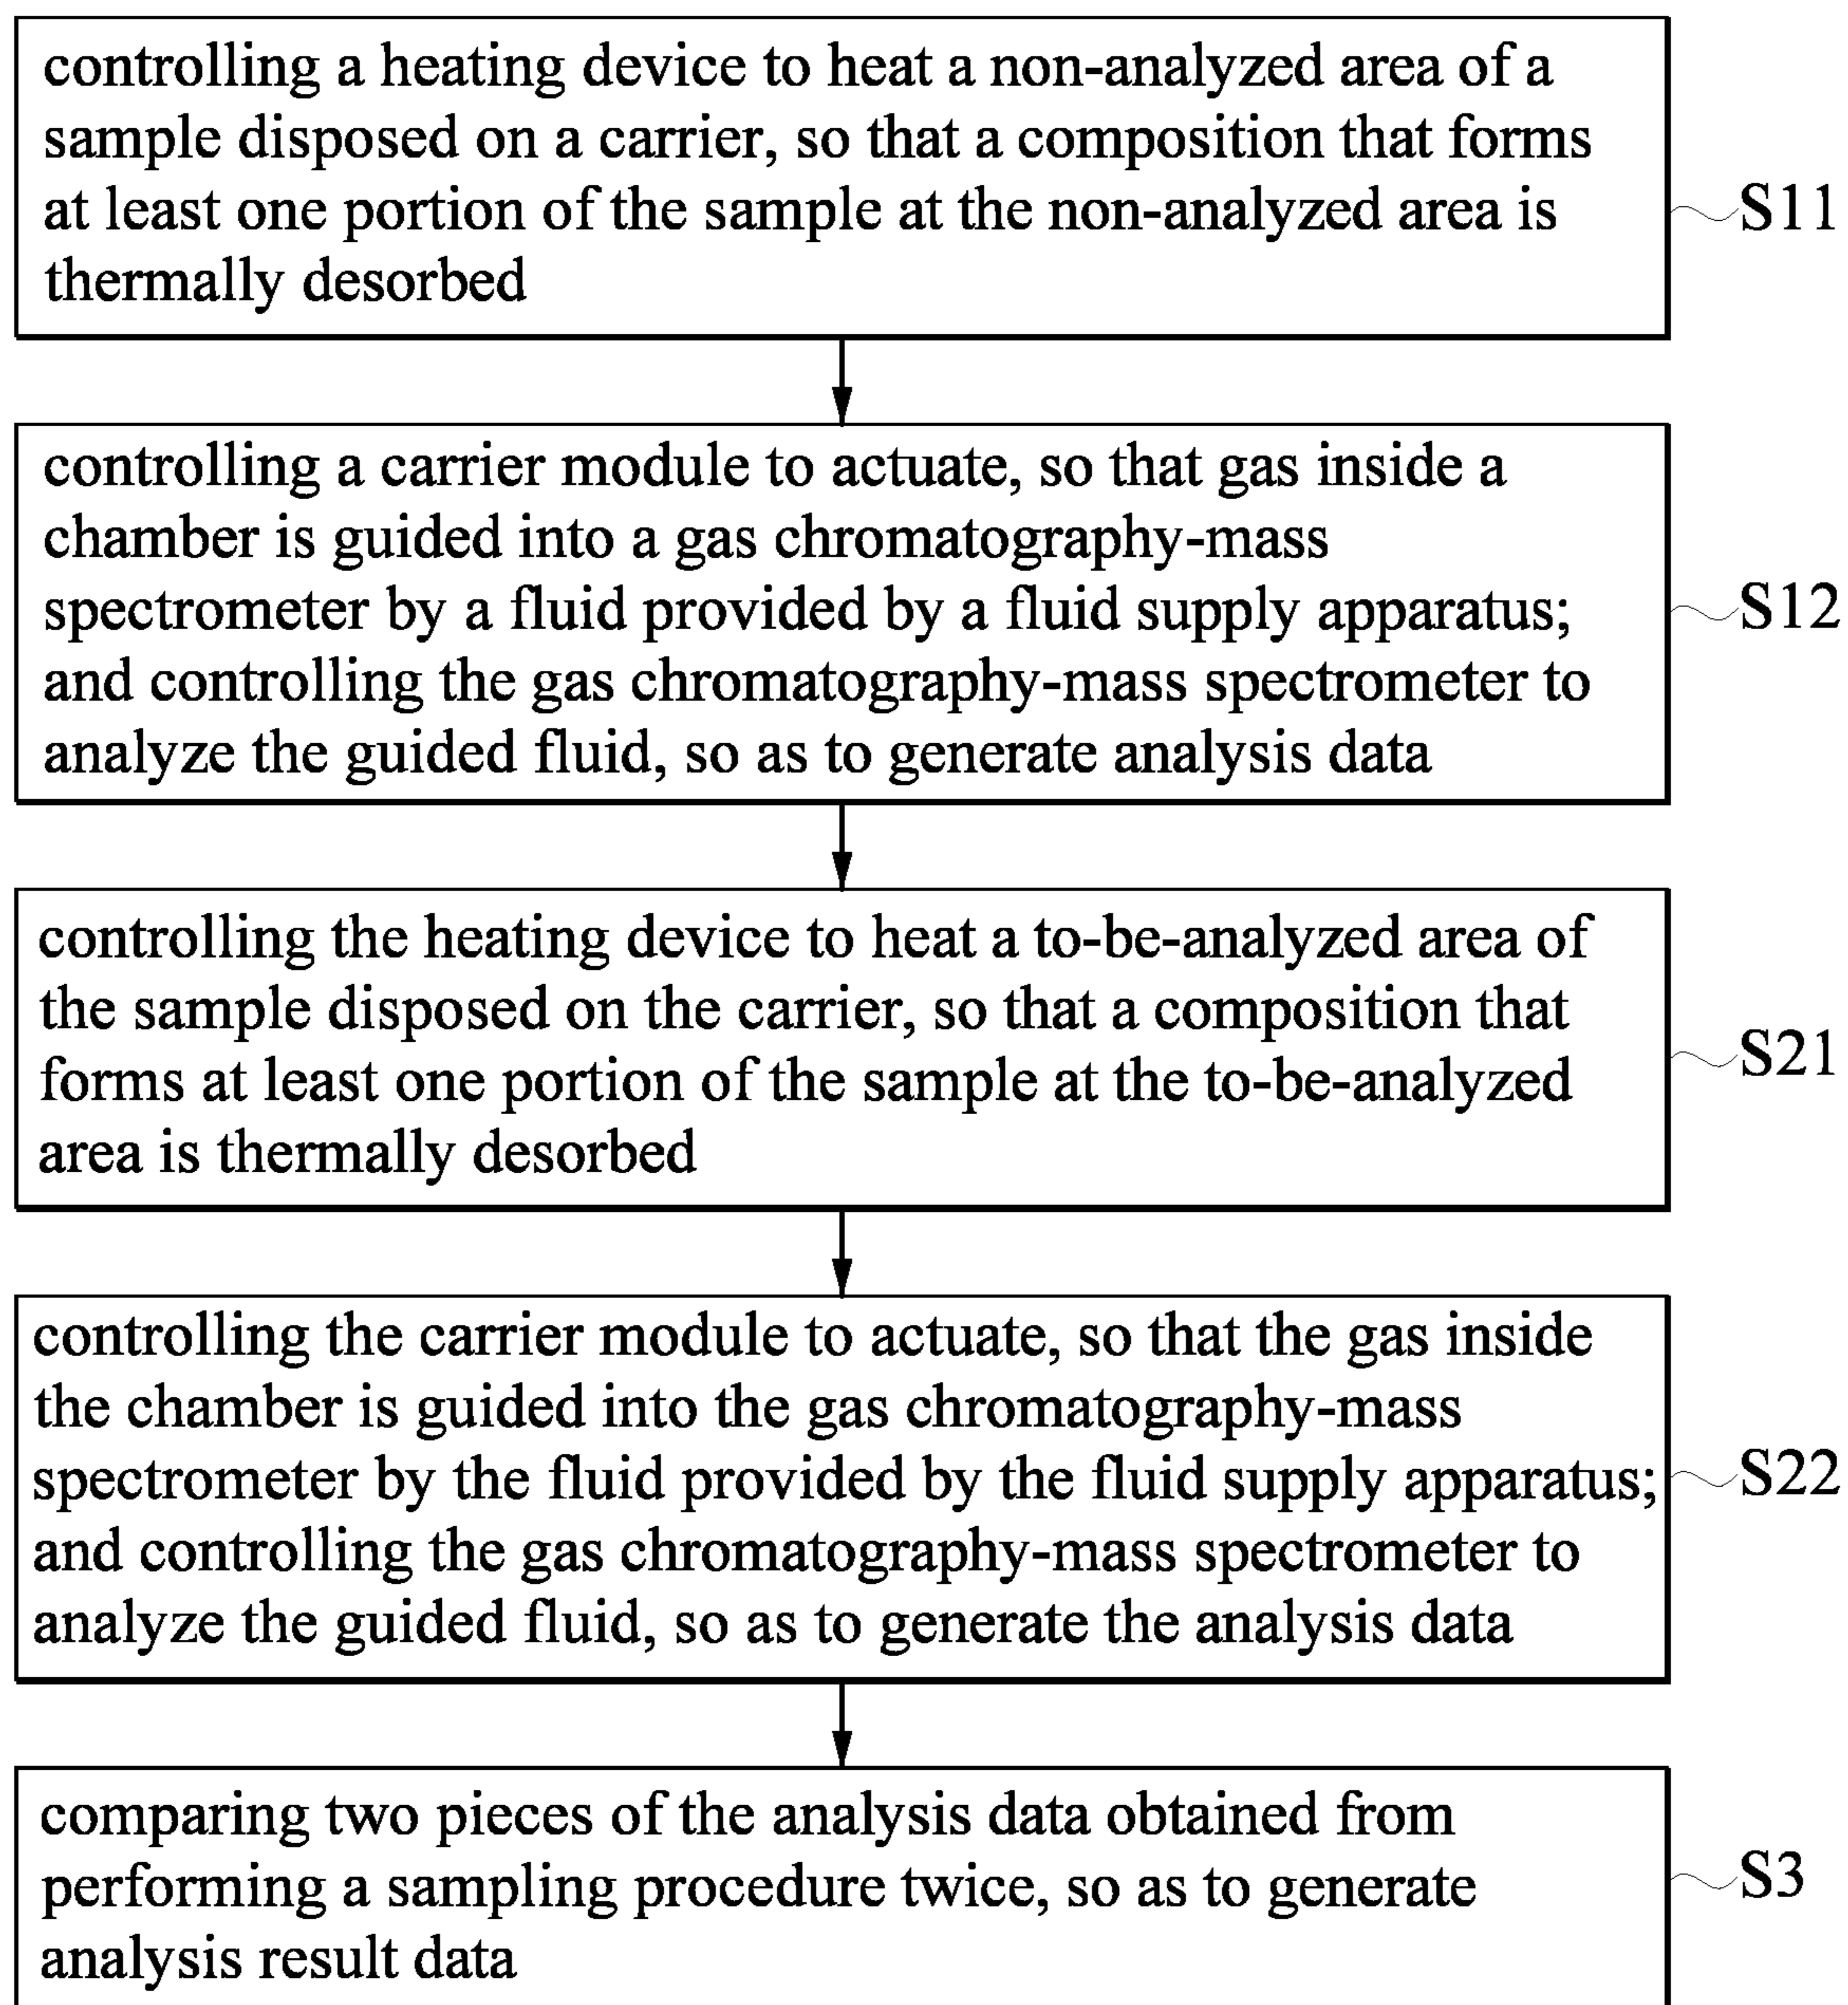 controlling a heating device to heat a non-analyzed area of a
sample disposed on a carrier, so that a composition that forms
at least one portion of the sample at the non-analyzed area is
thermally desorbed
S11
controlling a carrier module to actuate, so that gas inside a
chamber is guided into a gas chromatography-mass
spectrometer by a fluid provided by a fluid supply apparatus;
and controlling the gas chromatography-mass spectrometer to
analyze the guided fluid, so as to generate analysis data
S12
controlling the heating device to heat a to-be-analyzed area of
the sample disposed on the carrier, so that a composition that
forms at least one portion of the sample at the to-be-analyzed
area is thermally desorbed
S21
controlling the carrier module to actuate, so that the gas inside
the chamber is guided into the gas chromatography-mass
spectrometer by the fluid provided by the fluid supply apparatus;
and controlling the gas chromatography-mass spectrometer to
analyze the guided fluid, so as to generate the analysis data
S22
comparing two pieces of the analysis data obtained from
performing a sampling procedure twice, so as to generate
analysis result data
S3